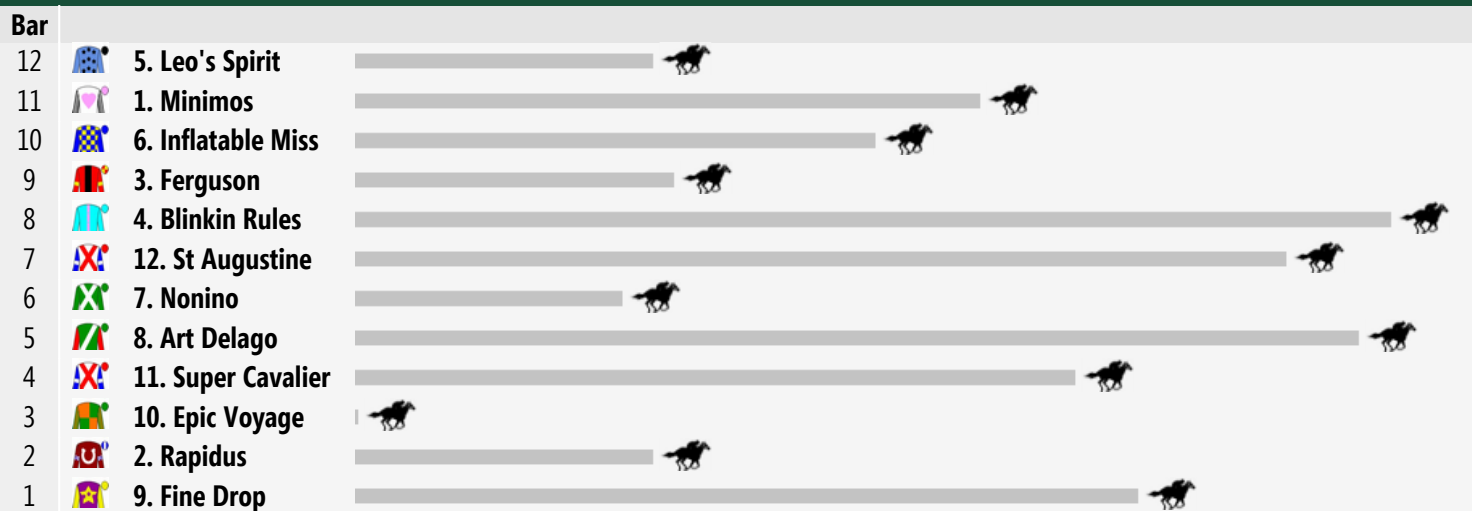 Bar
12 5. Leo's Spirit
11 1. Minimos
10 6. Inflatable Miss
9 3. Ferguson
8 4. Blinkin Rules
7 12. St Augustine
6 7. Nonino
5 8. Art Delago
4 11. Super Cavalier
3 10. Epic Voyage
2 2. Rapidus
1 9. Fine Drop